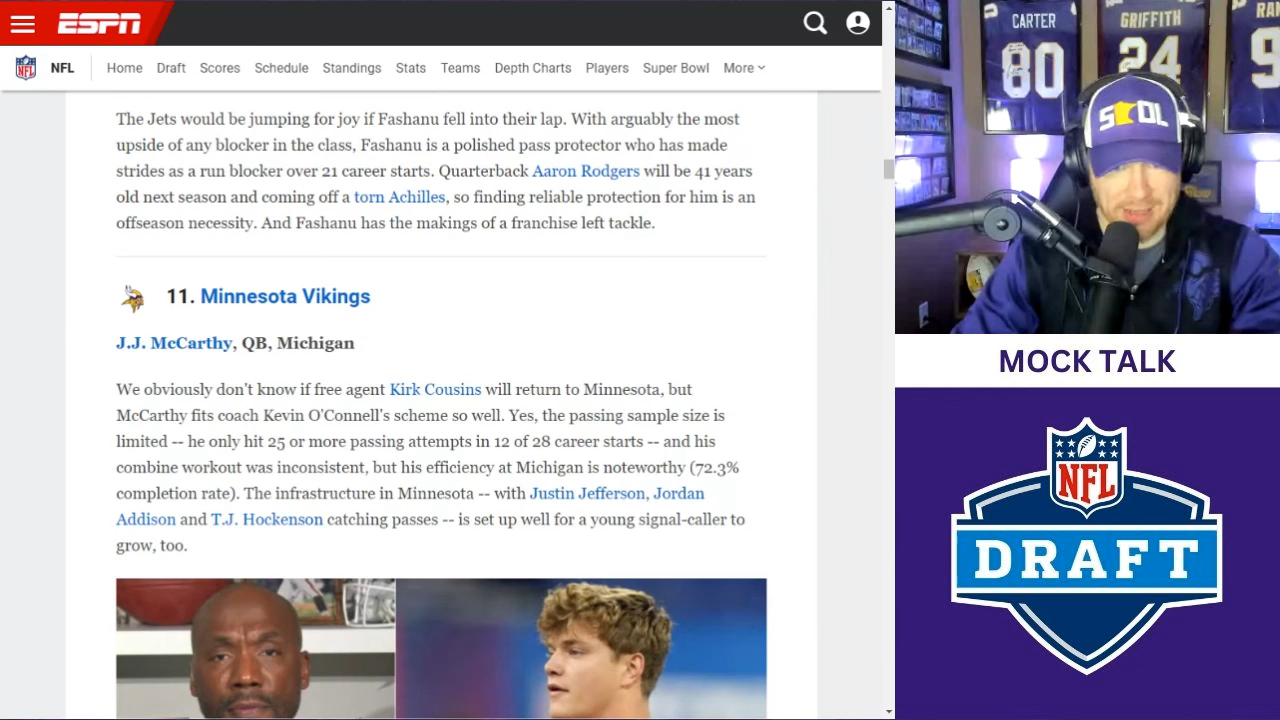 ESPN
NFL
Home
Draft
Scores
Schedule
Standings
Stats
Teams
Depth Charts
Players
Super Bowl
More
The Jets would be jumping for joy if Fashanu fell into their lap. With arguably the most
upside of any blocker in the class, Fashanu is a polished pass protector who has made
strides as a run blocker over 21 career starts. Quarterback Aaron Rodgers will be 41 years
old next season and coming off a torn Achilles, so finding reliable protection for him is an
offseason necessity. And Fashanu has the makings of a franchise left tackle.
11. Minnesota Vikings
J.J. McCarthy, QB, Michigan
We obviously don't know if free agent Kirk Cousins will return to Minnesota, but
McCarthy fits coach Kevin O'Connell's scheme so well. Yes, the passing sample size is
limited -- he only hit 25 or more passing attempts in 12 of 28 career starts -- and his
combine workout was inconsistent, but his efficiency at Michigan is noteworthy (72.3%
completion rate). The infrastructure in Minnesota -- with Justin Jefferson, Jordan
Addison and T.J. Hockenson catching passes -- is set up well for a young signal-caller to
grow, too.
CARTER
80
GRIFFITH
24
SKOL
MOCK TALK
NFL
DRAFT